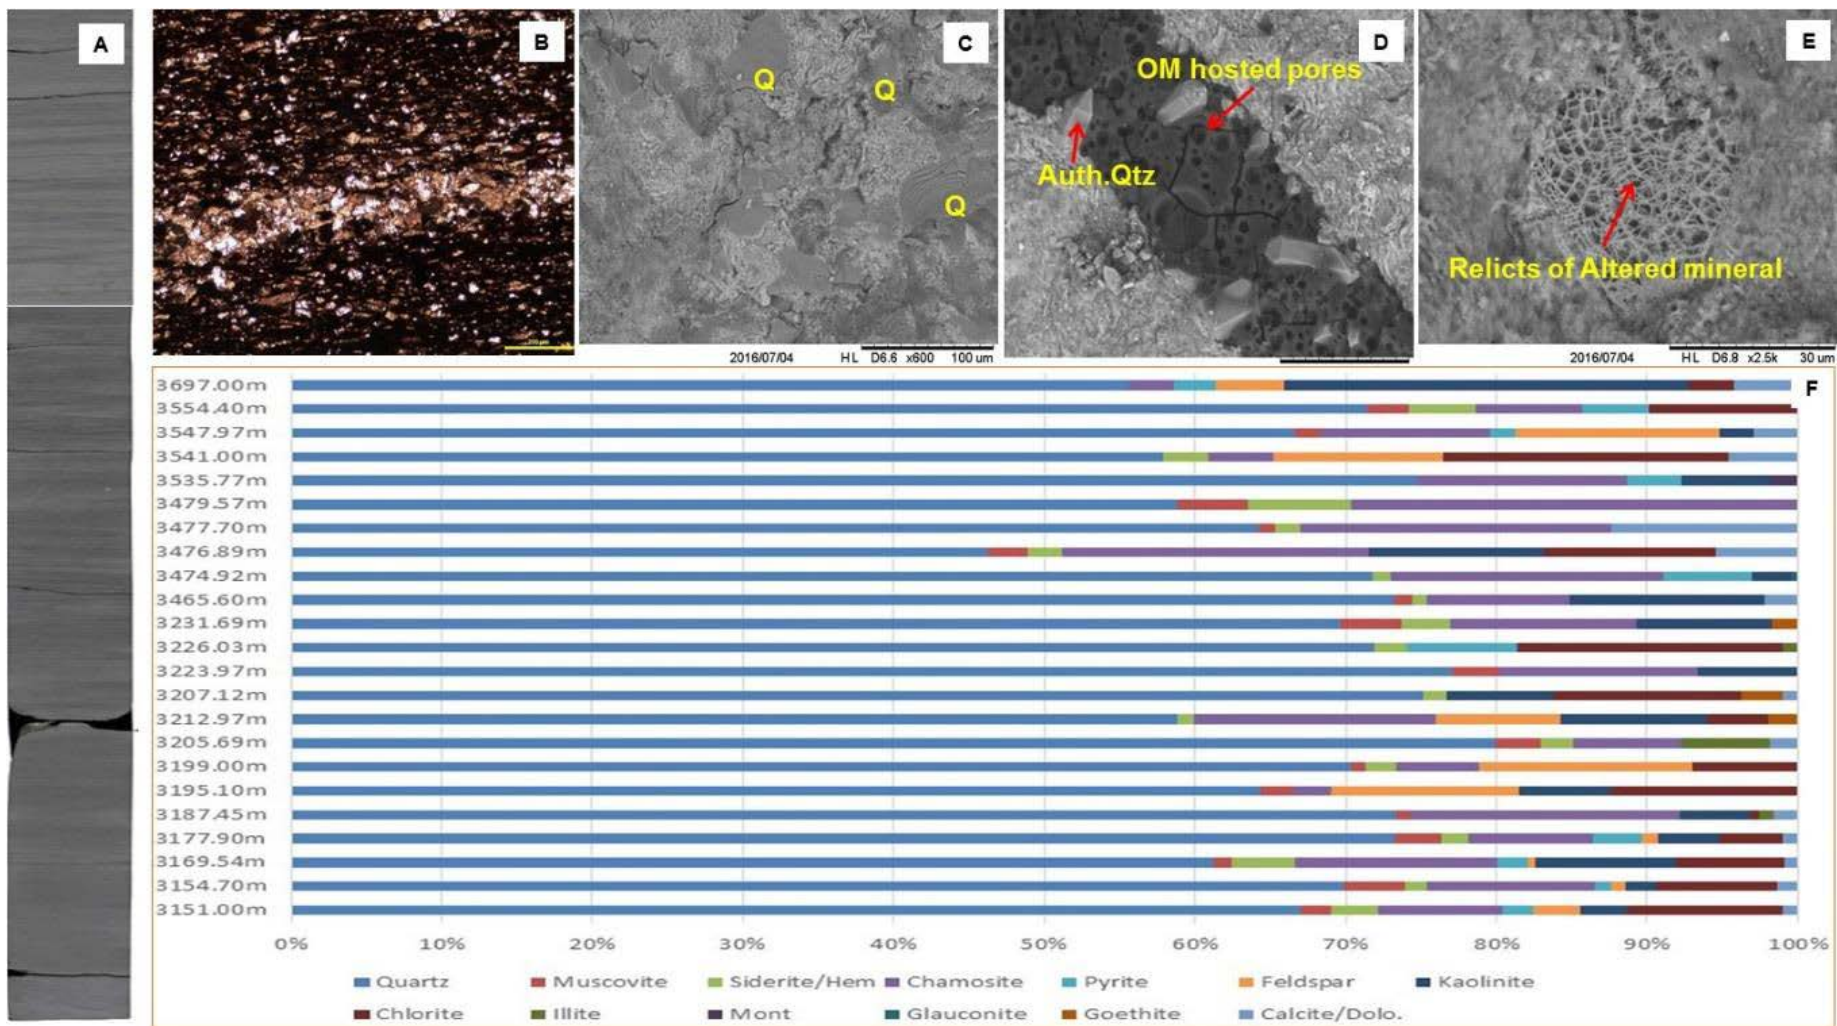 A
B
C
D
E
Q
Q
Q
OM hosted pores
Auth.Qtz
Relicts of Altered mineral
2016/07/04 HL D6.6 x600 100 um
2016/07/04 HL D6.8 x2.5k 30 um
F
3697.00m
3554.40m
3547.97m
3541.00m
3535.77m
3479.57m
3477.70m
3476.89m
3474.92m
3465.60m
3231.69m
3226.03m
3223.97m
3207.12m
3212.97m
3205.69m
3199.00m
3195.10m
3187.45m
3177.90m
3169.54m
3154.70m
3151.00m
0% 10% 20% 30% 40% 50% 60% 70% 80% 90% 100%
Quartz Muscovite Siderite/Hem Chamosite Pyrite Feldspar Kaolinite
Chlorite Illite Mont Glauconite Goethite Calcite/Dolo.